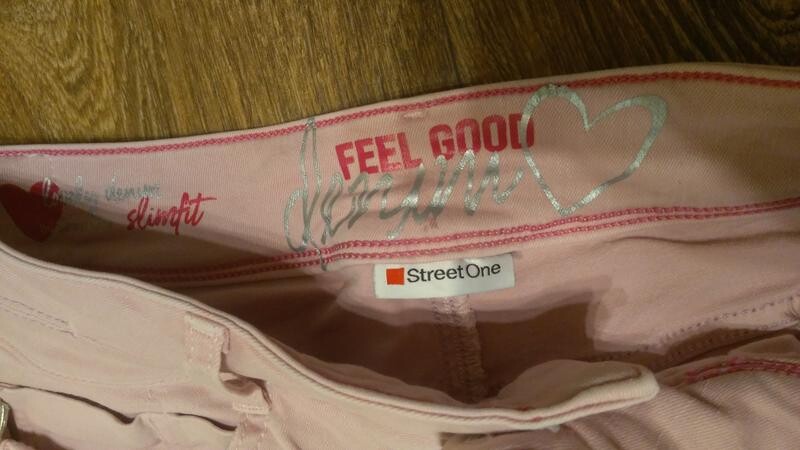 FEEL GOOD
denim
slimfit
StreetOne